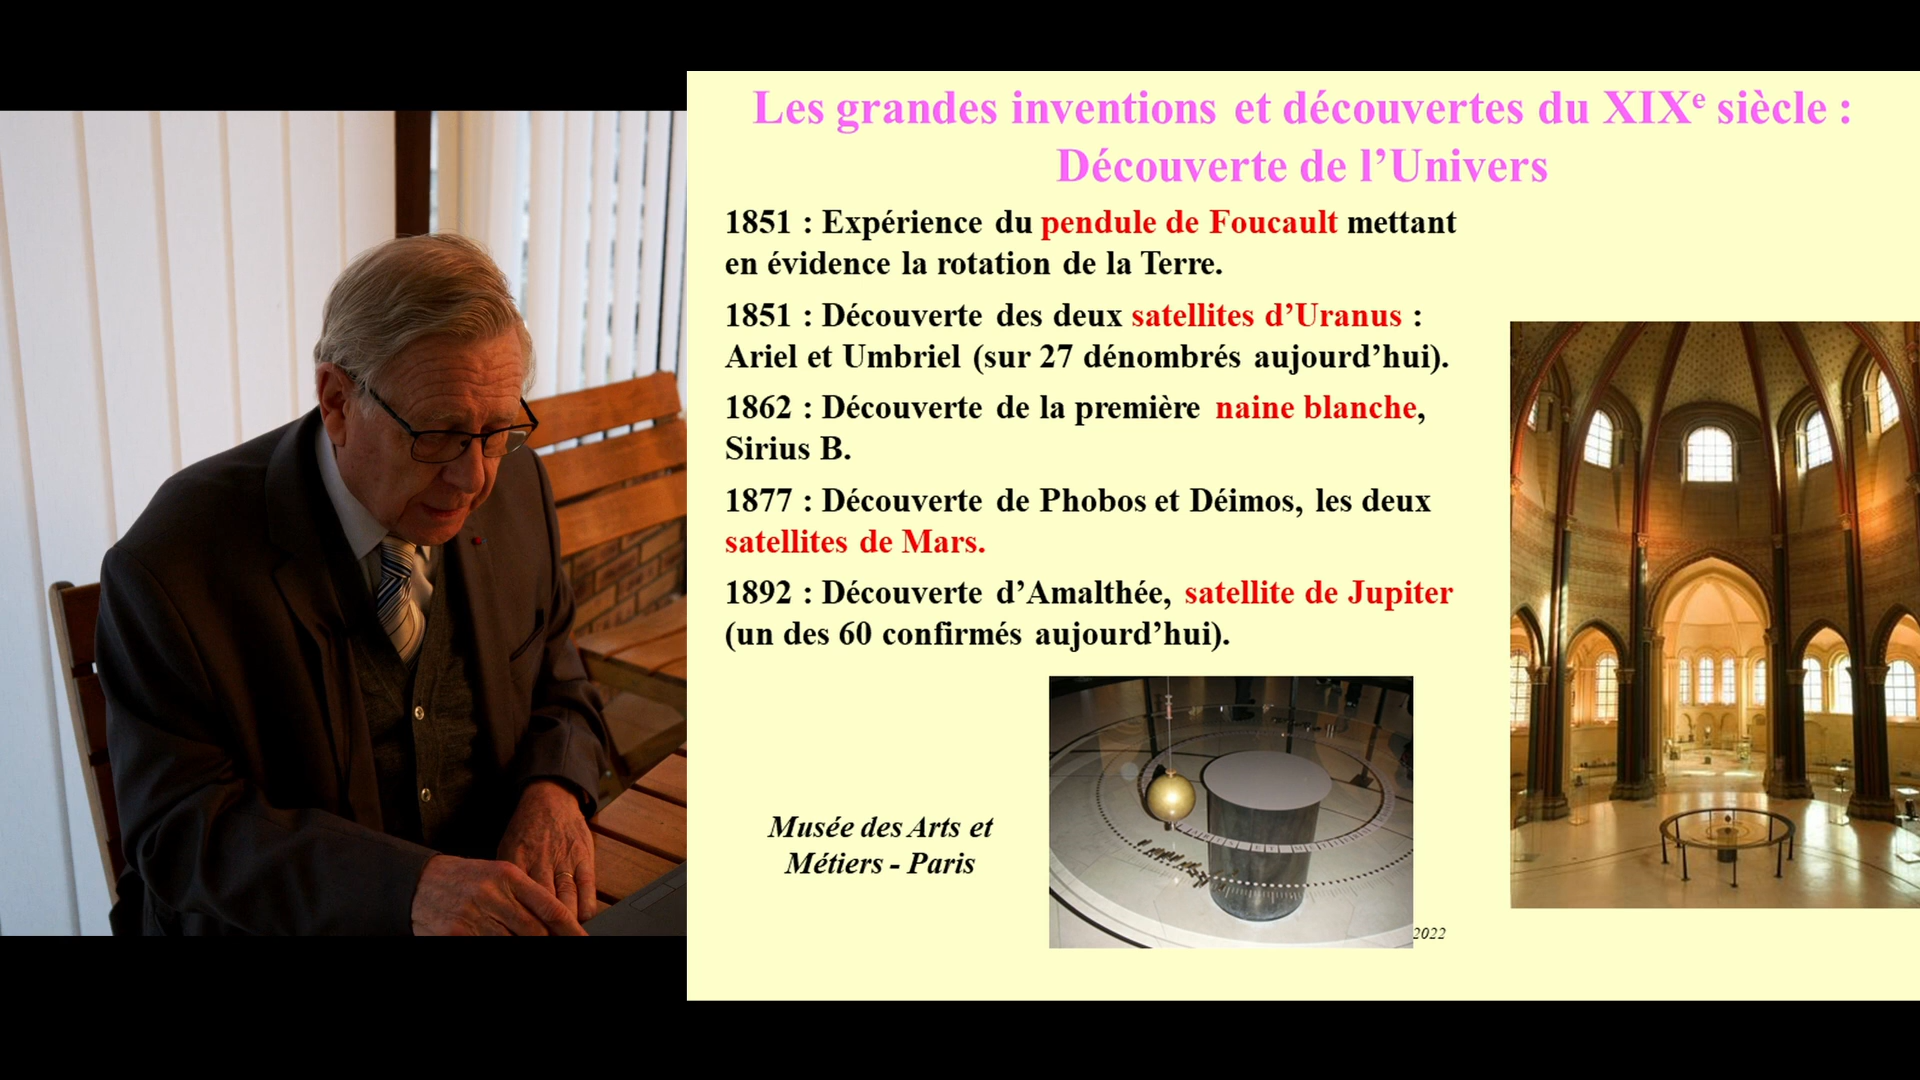 Les grandes inventions et découvertes du XIXe siècle :
Découverte de l’Univers
1851 : Expérience du pendule de Foucault mettant
en évidence la rotation de la Terre.
1851 : Découverte des deux satellites d’Uranus :
Ariel et Umbriel (sur 27 dénombrés aujourd’hui).
1862 : Découverte de la première naine blanche,
Sirius B.
1877 : Découverte de Phobos et Déimos, les deux
satellites de Mars.
1892 : Découverte d’Amalthée, satellite de Jupiter
(un des 60 confirmés aujourd’hui).
Musée des Arts et
Métiers - Paris
2022